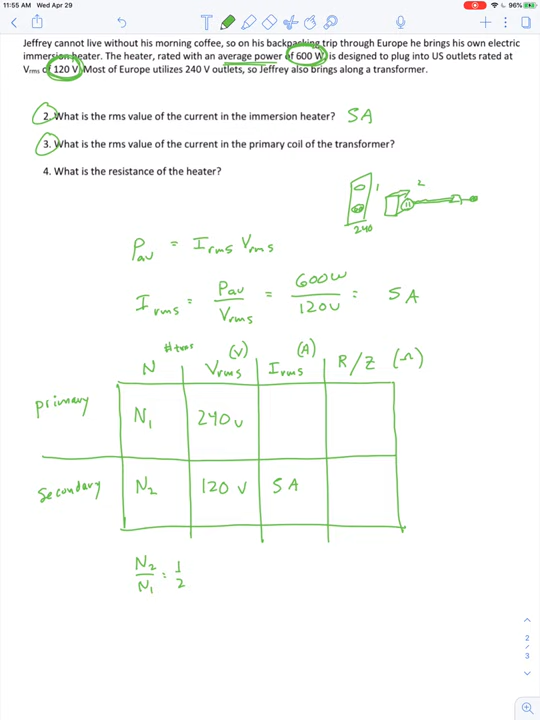 11:55 AM Wed Apr 29
96%
Jeffrey cannot live without his morning coffee, so on his backpacking trip through Europe he brings his own electric
immersion heater. The heater, rated with an average power of 600 W, is designed to plug into US outlets rated at
Vrms of 120 V. Most of Europe utilizes 240 V outlets, so Jeffrey also brings along a transformer.
2. What is the rms value of the current in the immersion heater? 5A
3. What is the rms value of the current in the primary coil of the transformer?
4. What is the resistance of the heater?
1 2
240
Pav = Irms Vrms
Irms = Pav / Vrms = 600W / 120V = 5 A
#turns (V) (A)
N Vrms Irms R/Z (Ω)
primary N1 240 V
Secondary N2 120 V 5 A
N2 / N1 = 1 / 2
2
/
3